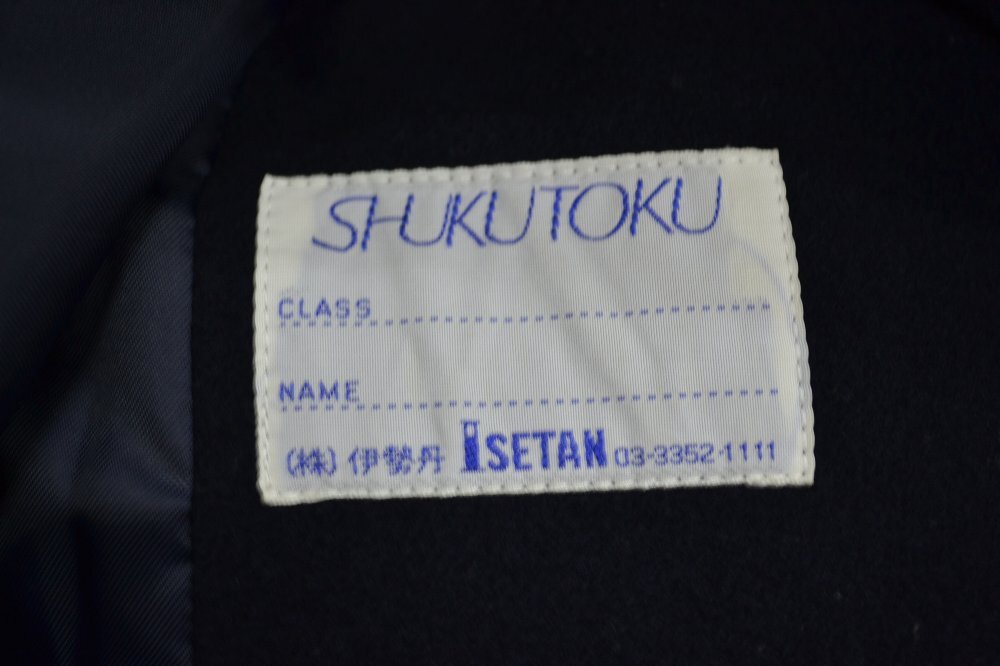 SHUKUTOKU
CLASS
NAME
(株)伊勢丹 ISETAN 03-3352-1111